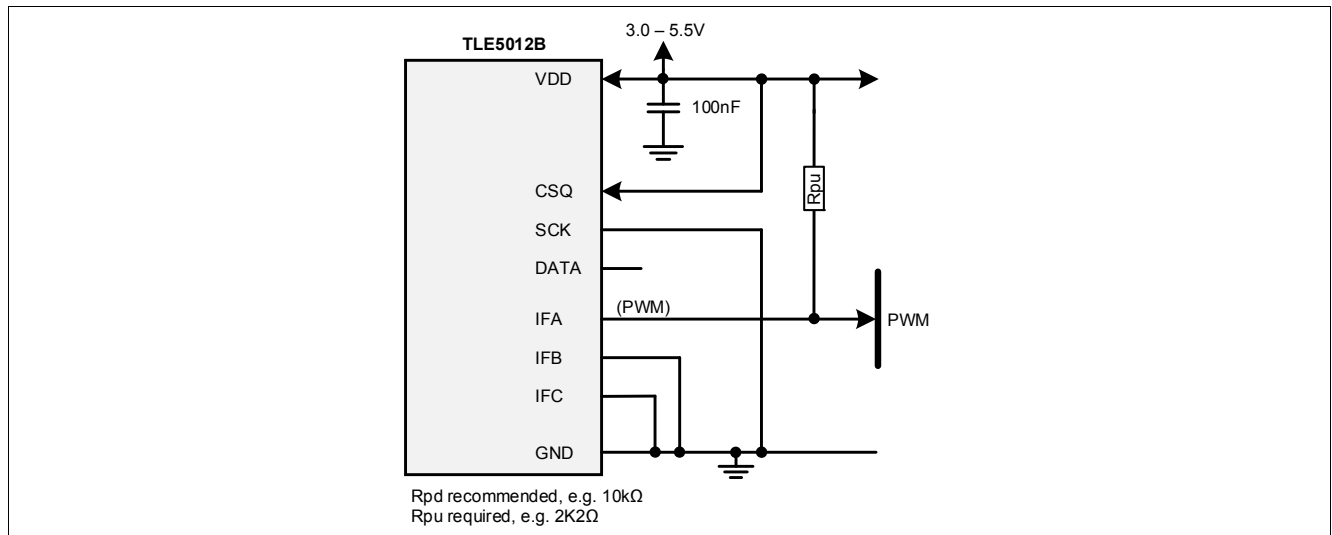 3.0 – 5.5V
TLE5012B
VDD
100nF
CSQ
Rpu
SCK
DATA
IFA
(PWM)
PWM
IFB
IFC
GND
Rpd recommended, e.g. 10kΩ
Rpu required, e.g. 2K2Ω